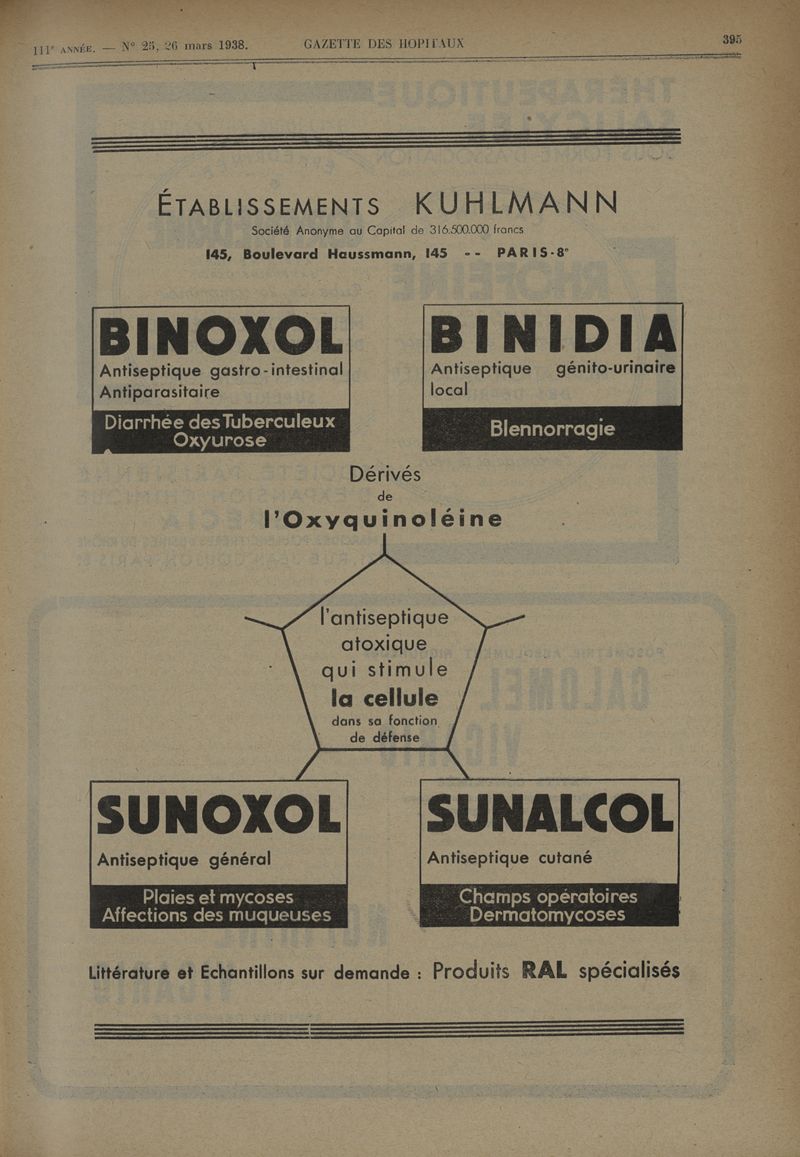 111e ANNÉE. — N° 25, 26 mars 1938.
GAZETTE DES HOPITAUX
395
ÉTABLISSEMENTS KUHLMANN
Société Anonyme au Capital de 316.500.000 francs
145, Boulevard Haussmann, 145 -- PARIS-8e
BINOXOL
Antiseptique gastro-intestinal
Antiparasitaire
Diarrhée des Tuberculeux
Oxyurose
BINIDIA
Antiseptique génito-urinaire
local
Blennorragie
Dérivés
de
l'Oxyquinoléine
l'antiseptique
atoxique
qui stimule
la cellule
dans sa fonction
de défense
SUNOXOL
Antiseptique général
Plaies et mycoses
Affections des muqueuses
SUNALCOL
Antiseptique cutané
Champs opératoires
Dermatomycoses
Littérature et Echantillons sur demande : Produits RAL spécialisés